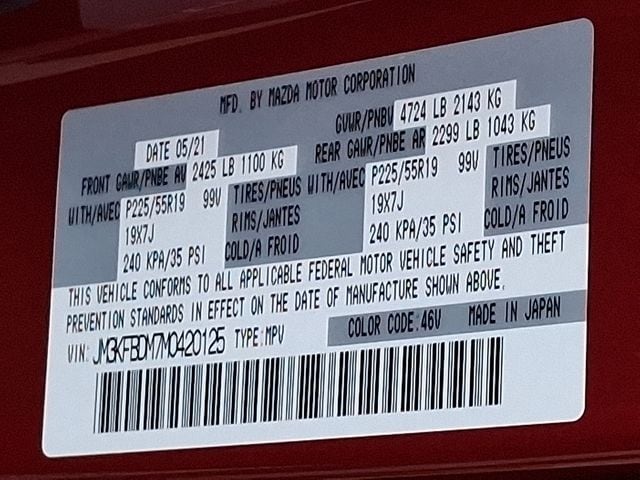 MFD. BY MAZDA MOTOR CORPORATION
DATE 05/21 GVWR/PNBV 4724 LB 2143 KG
FRONT GAWR/PNBE AV 2425 LB 1100 KG REAR GAWR/PNBE AR 2299 LB 1043 KG
WITH/AVEC P225/55R19 99V TIRES/PNEUS WITH/AVEC P225/55R19 99V TIRES/PNEUS
19X7J RIMS/JANTES 19X7J RIMS/JANTES
240 KPA/35 PSI COLD/A FROID 240 KPA/35 PSI COLD/A FROID
THIS VEHICLE CONFORMS TO ALL APPLICABLE FEDERAL MOTOR VEHICLE SAFETY AND THEFT
PREVENTION STANDARDS IN EFFECT ON THE DATE OF MANUFACTURE SHOWN ABOVE.
VIN: JM3KFBDM7M0420125 TYPE:MPV COLOR CODE:46V MADE IN JAPAN